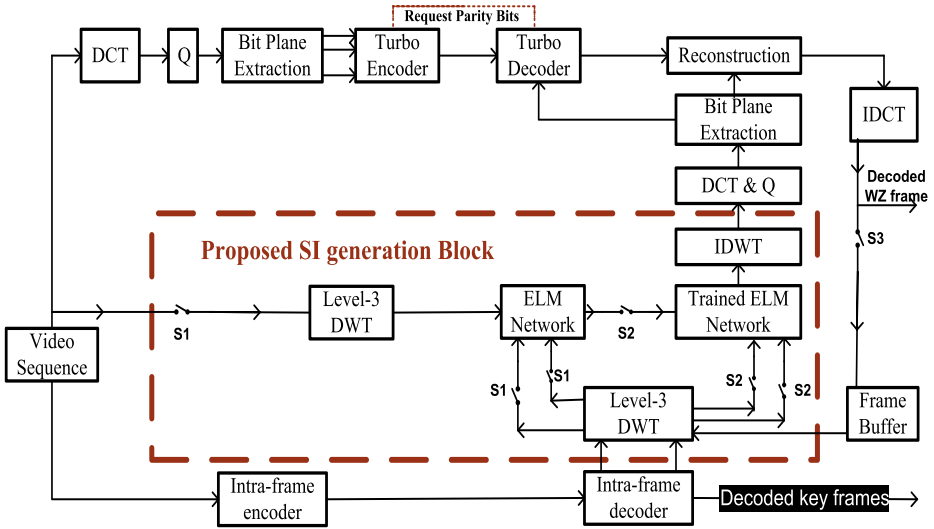 Request Parity Bits
DCT
Q
Bit Plane
Extraction
Turbo
Encoder
Turbo
Decoder
Reconstruction
IDCT
Bit Plane
Extraction
DCT & Q
Decoded
WZ frame
S3
Proposed SI generation Block
IDWT
Level-3
DWT
ELM
Network
Trained ELM
Network
S1
S2
Video
Sequence
S1
S1
S2
S2
Level-3
DWT
Frame
Buffer
Intra-frame
encoder
Intra-frame
decoder
Decoded key frames